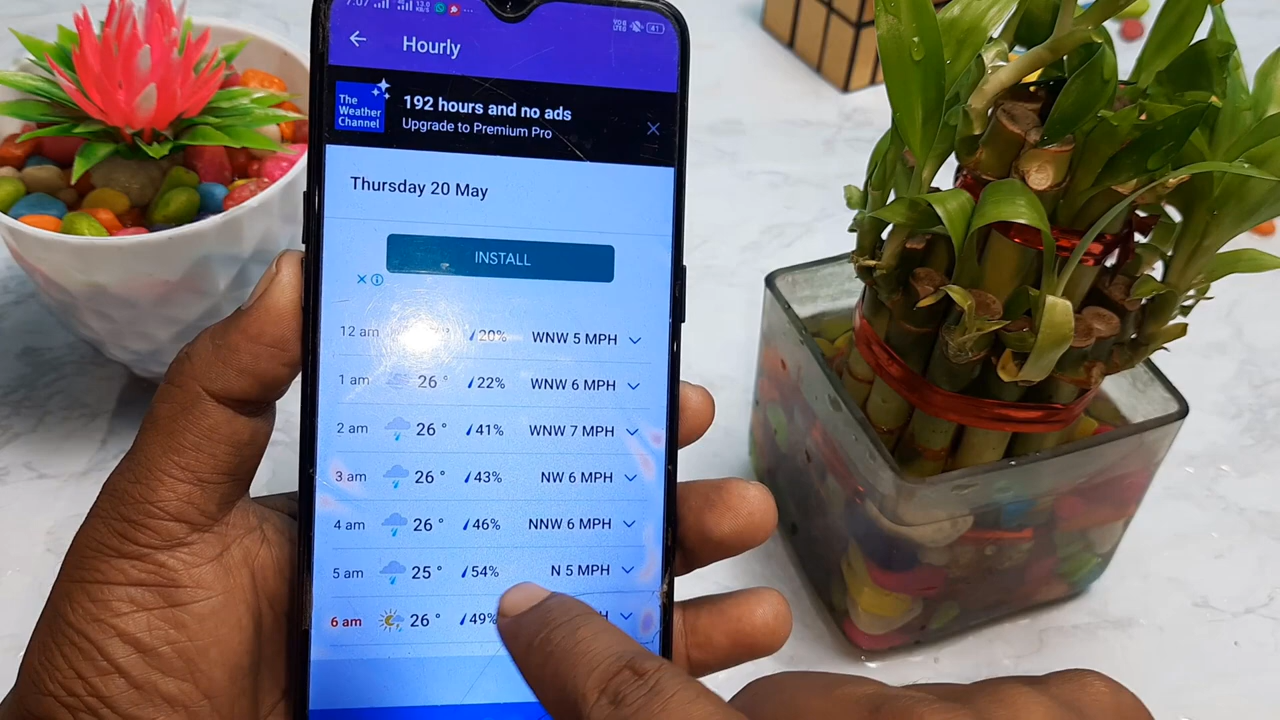 7:07
41
Hourly
The
Weather
Channel
192 hours and no ads
Upgrade to Premium Pro
Thursday 20 May
INSTALL
12 am 20% WNW 5 MPH
1 am 26° 22% WNW 6 MPH
2 am 26° 41% WNW 7 MPH
3 am 26° 43% NW 6 MPH
4 am 26° 46% NNW 6 MPH
5 am 25° 54% N 5 MPH
6 am 26° 49%